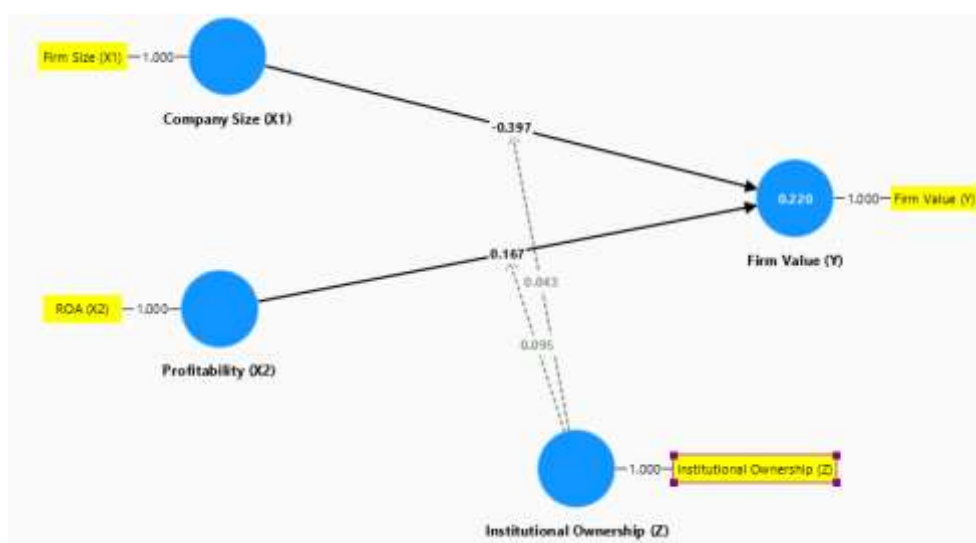 Firm Size (X1)
1.000
Company Size (X1)
-0.397
0.220
1.000
Firm Value (Y)
Firm Value (Y)
0.167
0.043
ROA (X2)
1.000
0.095
Profitability (X2)
1.000
Institutional Ownership (Z)
Institutional Ownership (Z)